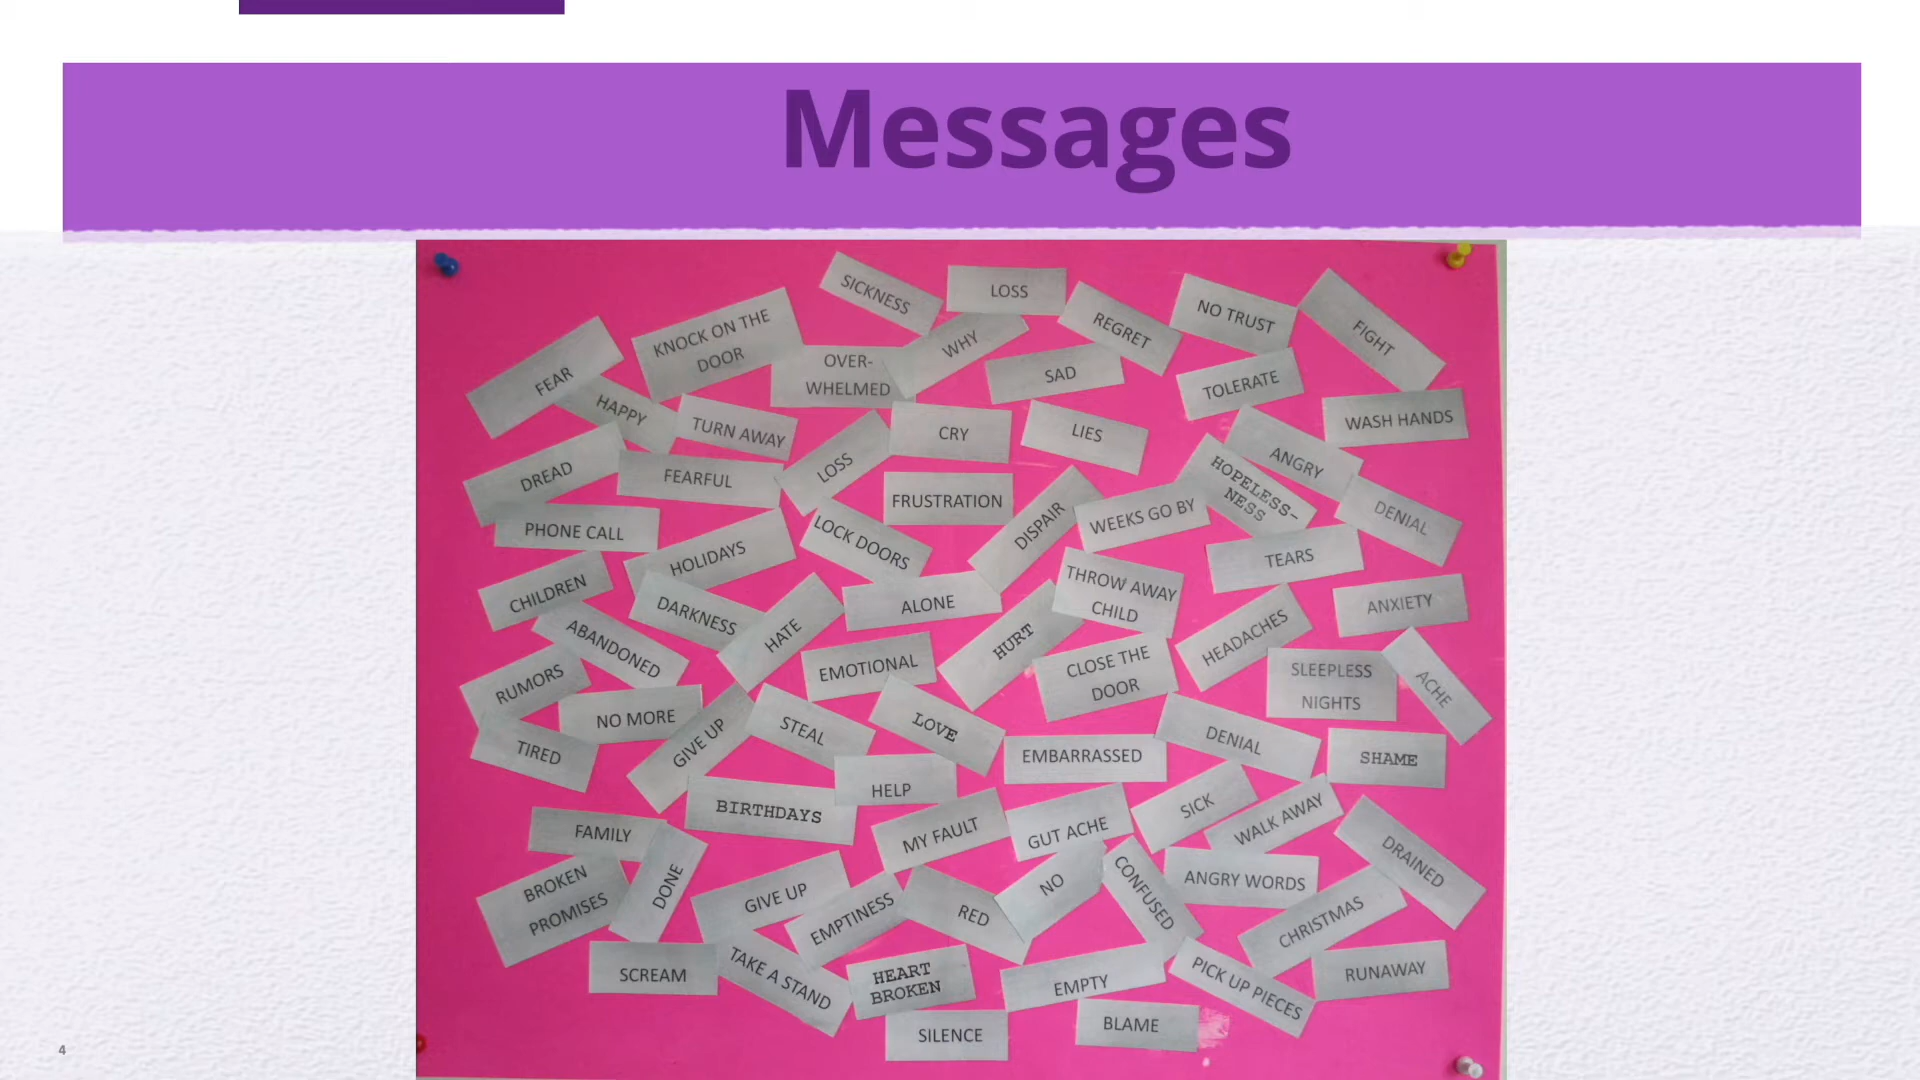 Messages
SICKNESS
LOSS
REGRET
NO TRUST
FIGHT
KNOCK ON THE
DOOR
WHY
FEAR
OVER-
WHELMED
SAD
TOLERATE
HAPPY
TURN AWAY
CRY
LIES
WASH HANDS
DREAD
FEARFUL
LOSS
FRUSTRATION
ANGRY
HOPELESS-
NESS
DENIAL
PHONE CALL
HOLIDAYS
LOCK DOORS
DISPAIR
WEEKS GO BY
TEARS
CHILDREN
DARKNESS
HATE
ALONE
THROW AWAY
CHILD
ANXIETY
ABANDONED
EMOTIONAL
HURT
CLOSE THE
DOOR
HEADACHES
SLEEPLESS
NIGHTS
ACHE
RUMORS
NO MORE
GIVE UP
STEAL
LOVE
DENIAL
SHAME
TIRED
EMBARRASSED
HELP
BIRTHDAYS
SICK
WALK AWAY
FAMILY
MY FAULT
GUT ACHE
DRAINED
BROKEN
PROMISES
DONE
GIVE UP
EMPTINESS
RED
NO
CONFUSED
ANGRY WORDS
CHRISTMAS
SCREAM
TAKE A STAND
HEART
BROKEN
EMPTY
PICK UP PIECES
RUNAWAY
SILENCE
BLAME
4